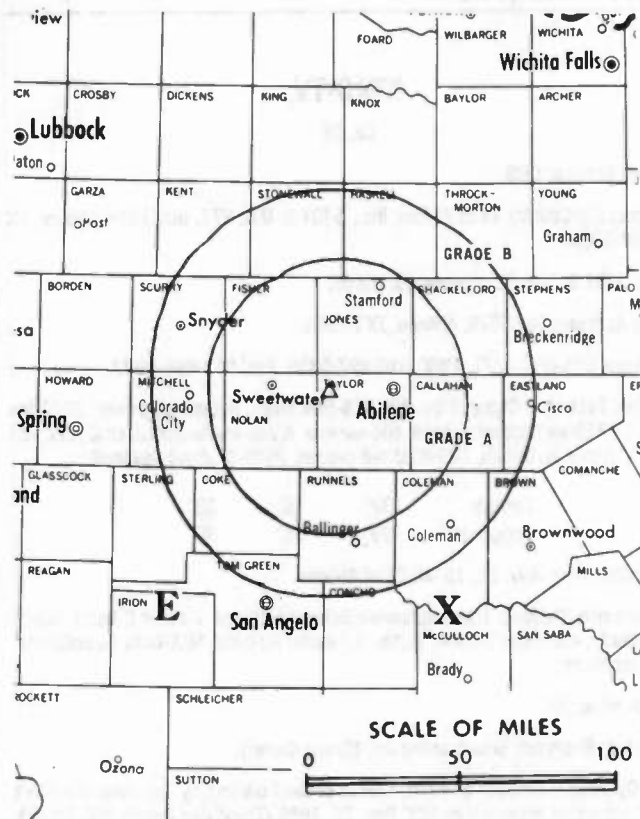 view
FOARD
WILBARGER
WICHITA
Wichita Falls
CROSBY
DICKENS
KING
KNOX
BAYLOR
ARCHER
Lubbock
aton
GARZA
KENT
STONEWALL
HASKELL
THROCK-
MORTON
YOUNG
Post
Graham
GRADE B
BORDEN
SCURRY
FISHER
SHACKELFORD
STEPHENS
PALO
Stamford
Snyder
JONES
Breckenridge
HOWARD
MITCHELL
TAYLOR
CALLAHAN
EASTLAND
Sweetwater
Abilene
Cisco
Colorado
City
NOLAN
Spring
GRADE A
GLASSCOCK
STERLING
COKE
RUNNELS
COLEMAN
BROWN
COMANCHE
and
Ballinger
Coleman
Brownwood
REAGAN
TOM GREEN
MILLS
IRION
E
CONCHO
X
San Angelo
McCULLOCH
SAN SABA
Brady
ROCKETT
SCHLEICHER
SCALE OF MILES
Ozona
SUTTON
0 50 100